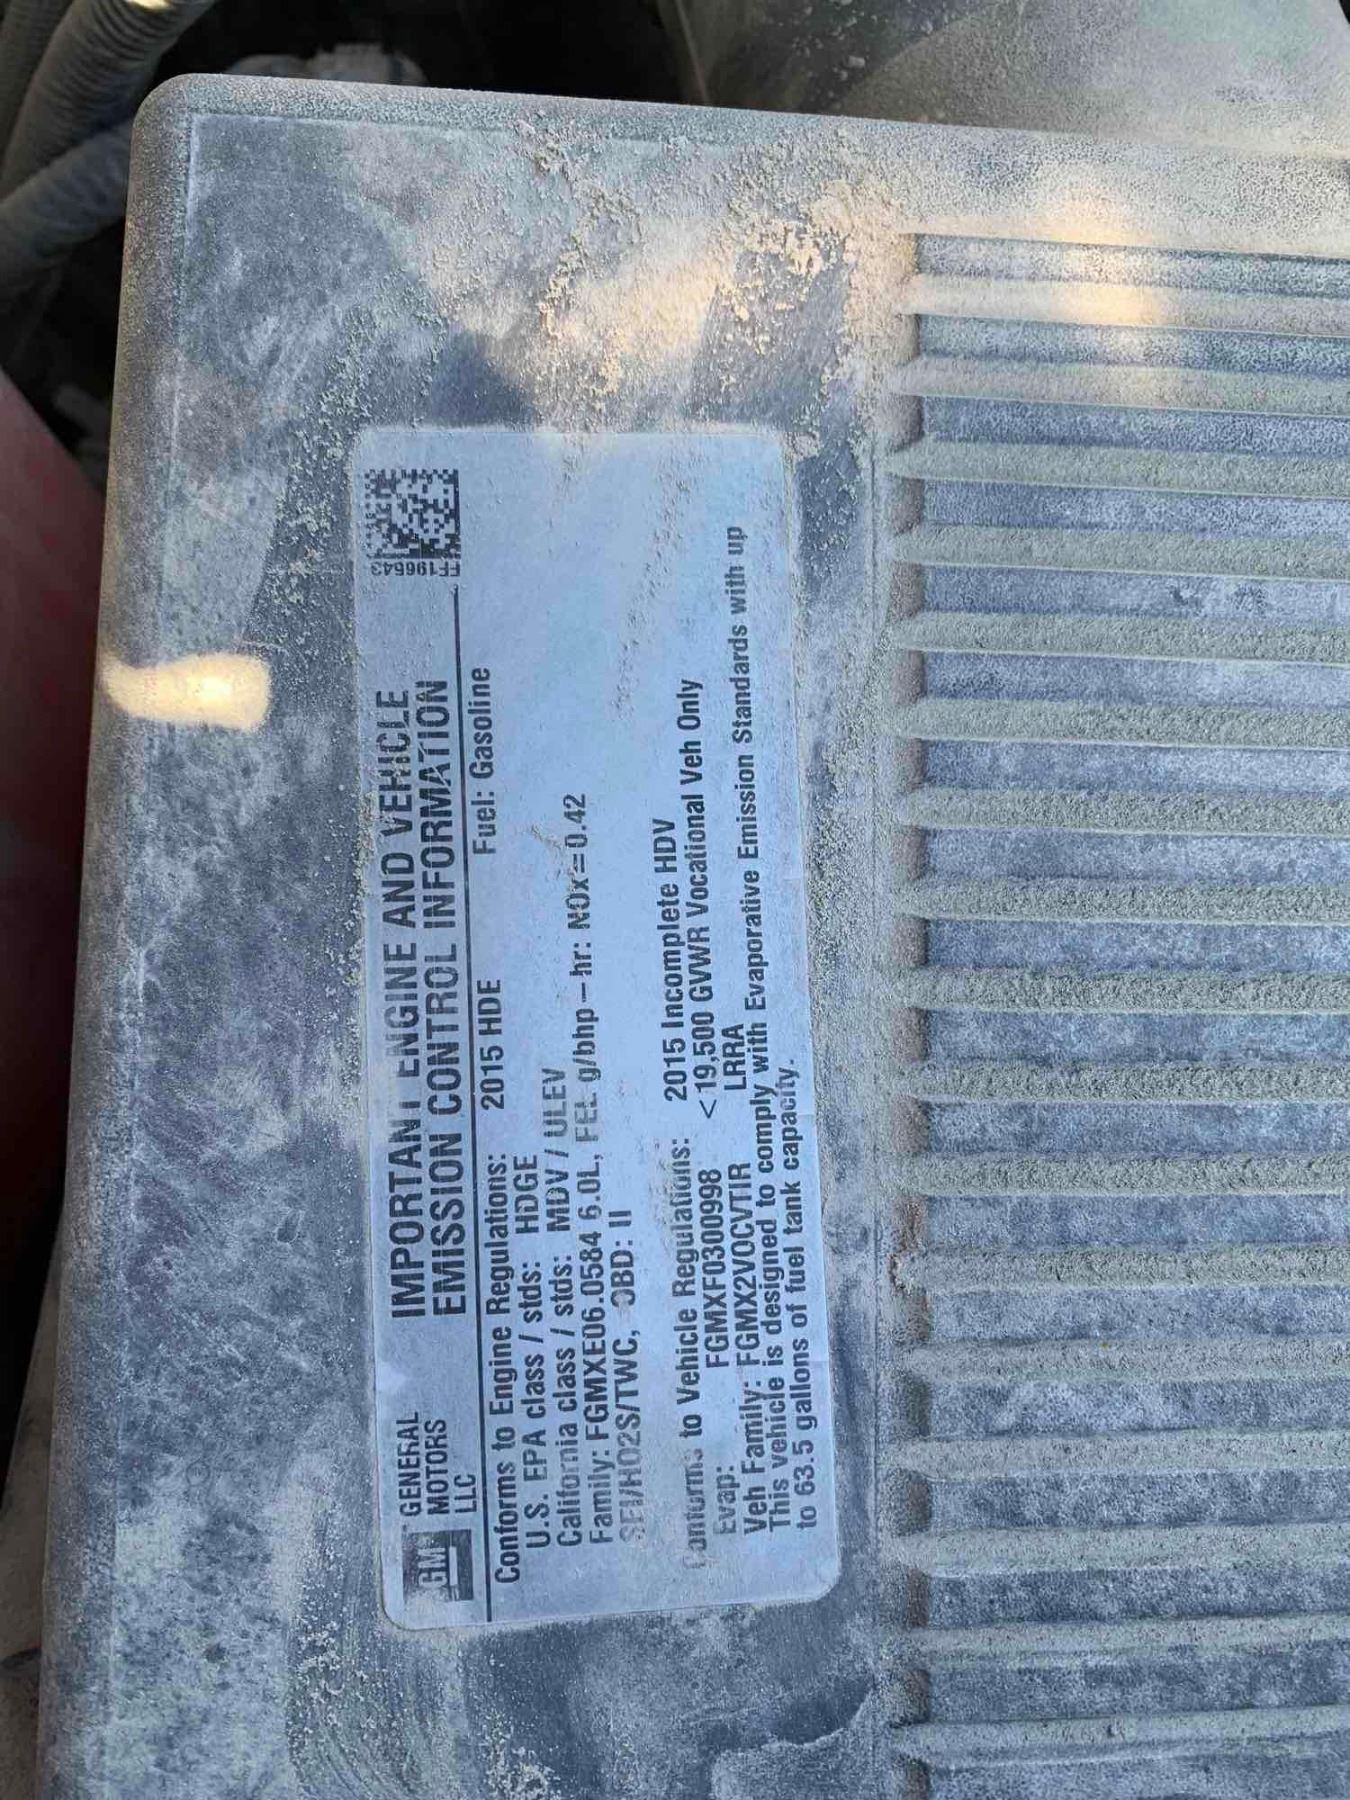 GM
GENERAL
MOTORS
LLC
IMPORTANT ENGINE AND VEHICLE
EMISSION CONTROL INFORMATION
FF196543
Conforms to Engine Regulations: 2015 HDE Fuel: Gasoline
U.S. EPA class / stds: HDGE
California class / stds: MDV / ULEV
Family: FGMXE06.0584 6.0L, FEL g/bhp-hr: NOx=0.42
SFI/HO2S/TWC, OBD: II
Conforms to Vehicle Regulations: 2015 Incomplete HDV
Evap: FGMXF0300998 <19,500 GVWR Vocational Veh Only
Veh Family: FGMX2VOCVTIR LRRA
This vehicle is designed to comply with Evaporative Emission Standards with up
to 63.5 gallons of fuel tank capacity.